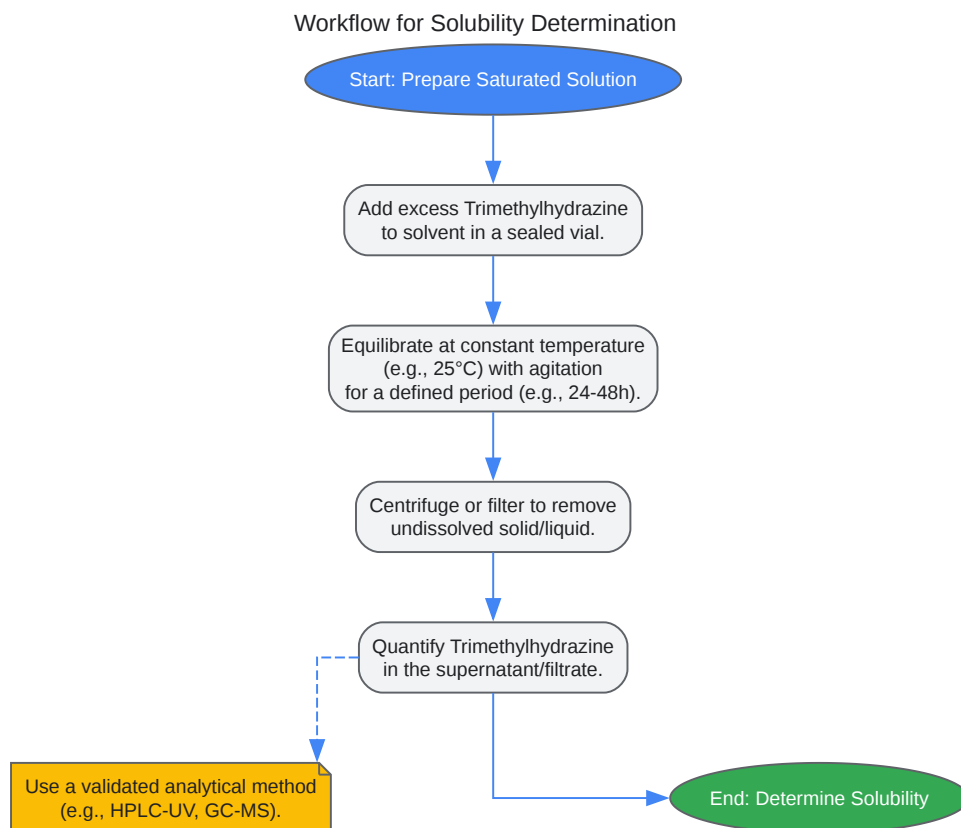 Workflow for Solubility Determination
Start: Prepare Saturated Solution
Add excess Trimethylhydrazine
to solvent in a sealed vial.
Equilibrate at constant temperature
(e.g., 25°C) with agitation
for a defined period (e.g., 24-48h).
Centrifuge or filter to remove
undissolved solid/liquid.
Quantify Trimethylhydrazine
in the supernatant/filtrate.
Use a validated analytical method
(e.g., HPLC-UV, GC-MS).
End: Determine Solubility